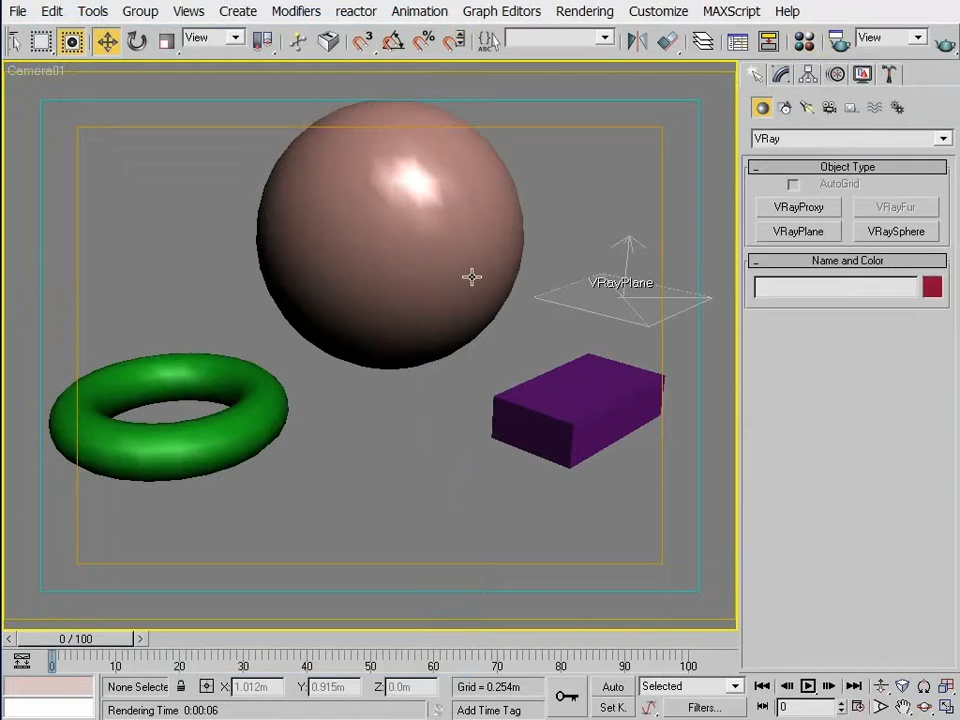 File Edit Tools Group Views Create Modifiers reactor Animation Graph Editors Rendering Customize MAXScript Help
View ABC View
Camera01
VRay
Object Type
AutoGrid
VRayProxy VRayFur
VRayPlane VRaySphere
Name and Color
VRayPlane
0 / 100
0 10 20 30 40 50 60 70 80 90 100
None Selecte X: 1.012m Y: 0.915m Z: 0.0m Grid = 0.254m Auto Selected
Rendering Time 0:00:06 Add Time Tag Set K. Filters... 0